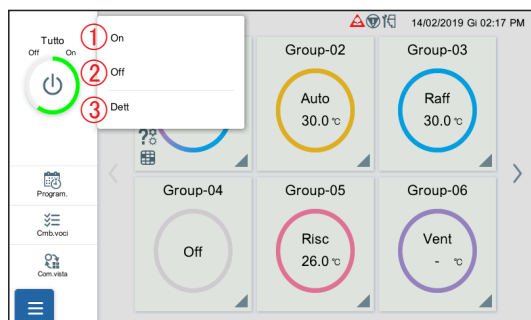 14/02/2019 Gi 02:17 PM
Tutto
Off
On
1 On
2 Off
3 Dett
Program.
Cmb.voci
Com.vista
Group-02
Auto
30.0 °C
Group-03
Raff
30.0 °C
Group-04
Off
Group-05
Risc
26.0 °C
Group-06
Vent
- °C